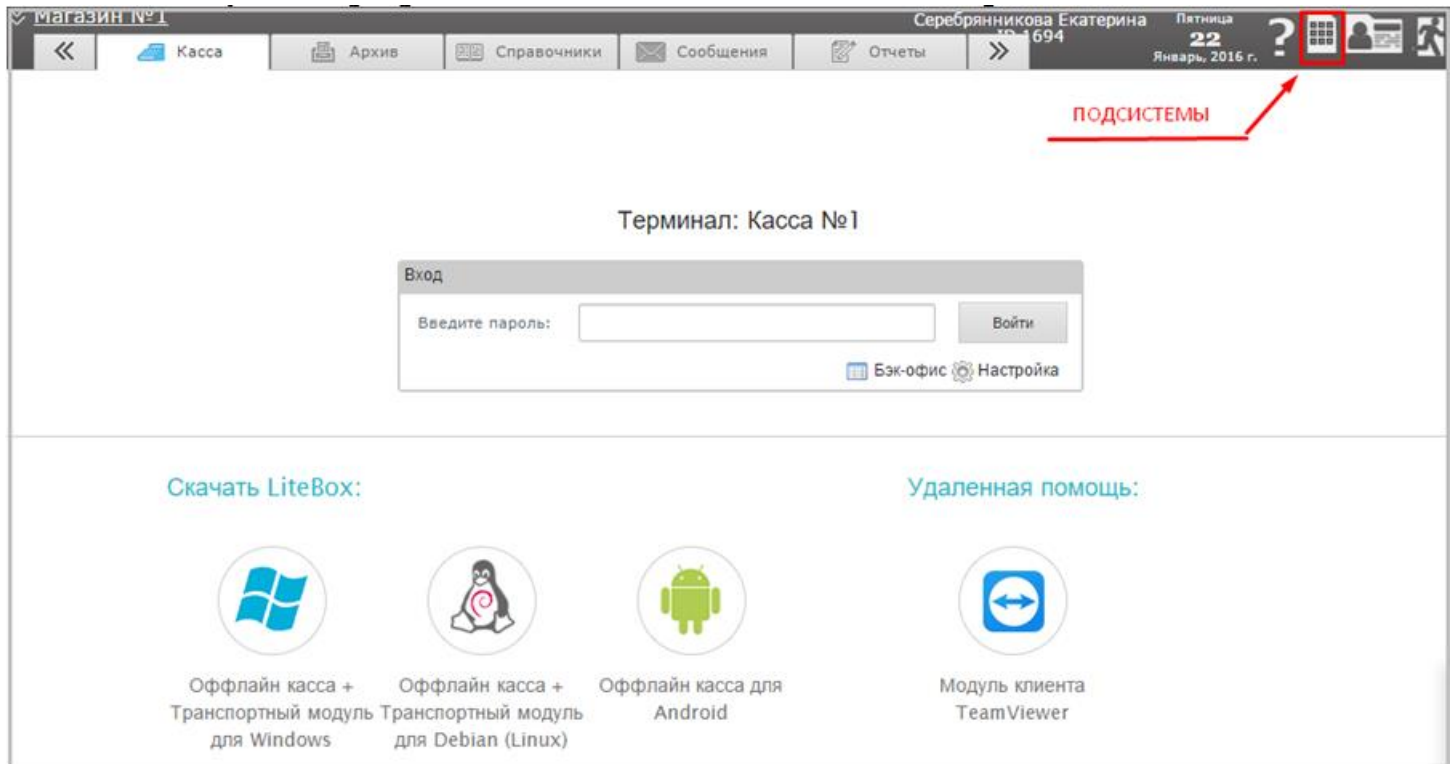 Магазин №1
Серебрянникова Екатерина
ID 1694
Пятница
22
Январь, 2016 г.
?
Касса
Архив
Справочники
Сообщения
Отчеты
ПОДСИСТЕМЫ
Терминал: Касса №1
Вход
Введите пароль:
Войти
Бэк-офис
Настройка
Скачать LiteBox:
Удаленная помощь:
Оффлайн касса +
Транспортный модуль
для Windows
Оффлайн касса +
Транспортный модуль
для Debian (Linux)
Оффлайн касса для
Android
Модуль клиента
TeamViewer